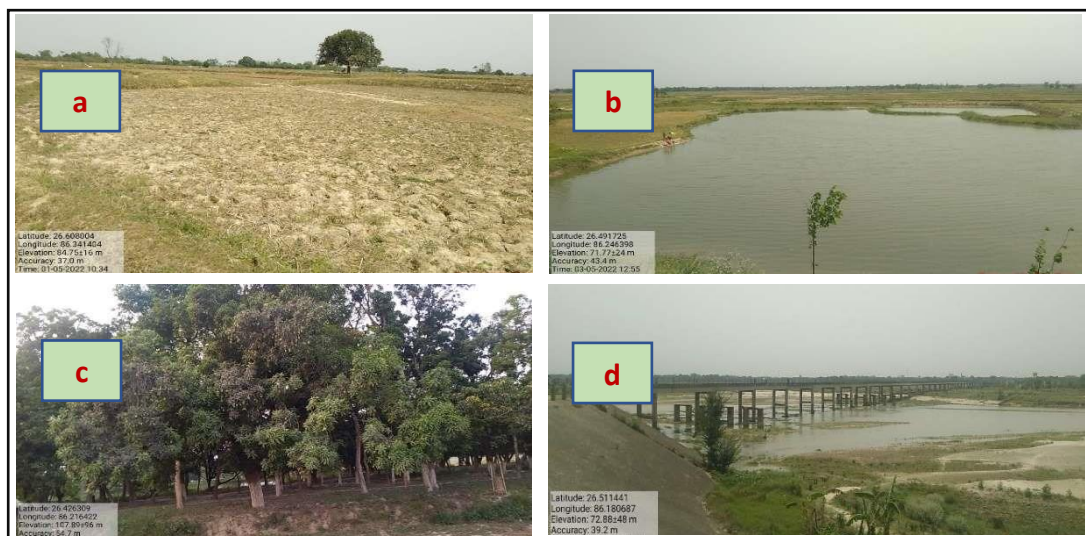 a
Latitude: 26.608004
Longitude: 86.341404
Elevation: 84.75±16 m
Accuracy: 37.0 m
Time: 01-05-2022 10:34
b
Latitude: 26.491725
Longitude: 86.246398
Elevation: 71.77±24 m
Accuracy: 43.4 m
Time: 03-05-2022 12:55
c
Latitude: 26.426309
Longitude: 86.216422
Elevation: 107.89±96 m
Accuracy: 54.7 m
d
Latitude: 26.511441
Longitude: 86.180687
Elevation: 72.88±48 m
Accuracy: 39.2 m